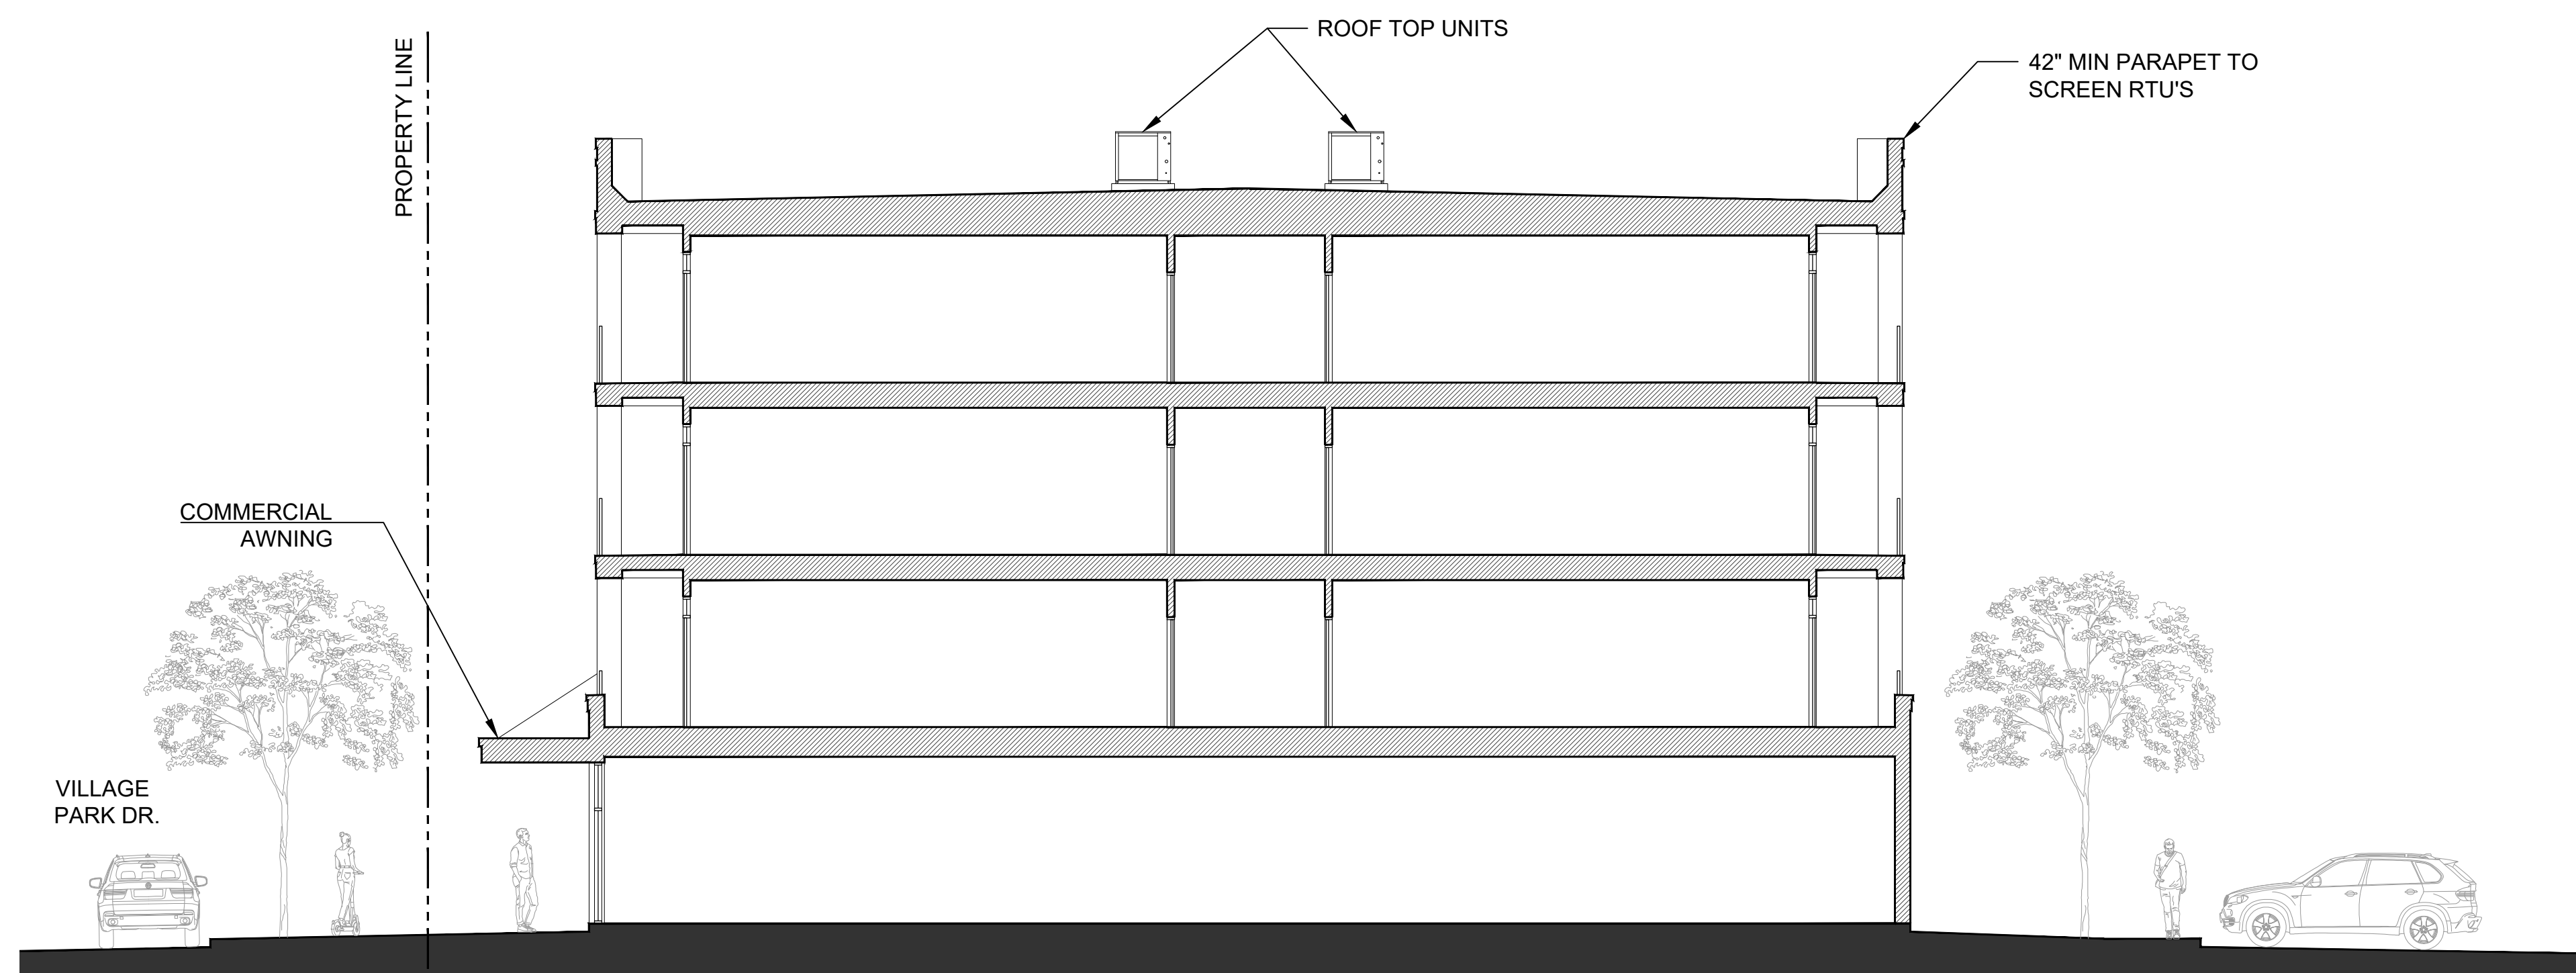 ROOF TOP UNITS
42" MIN PARAPET TO
SCREEN RTU'S
PROPERTY LINE
COMMERCIAL
AWNING
VILLAGE
PARK DR.